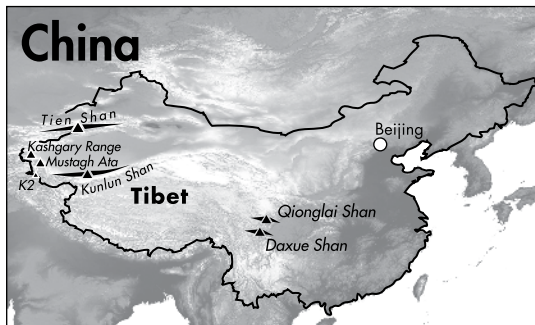 China
Tien Shan
Beijing
Kashgary Range
Mustagh Ata
K2
Kunlun Shan
Tibet
Qionglai Shan
Daxue Shan